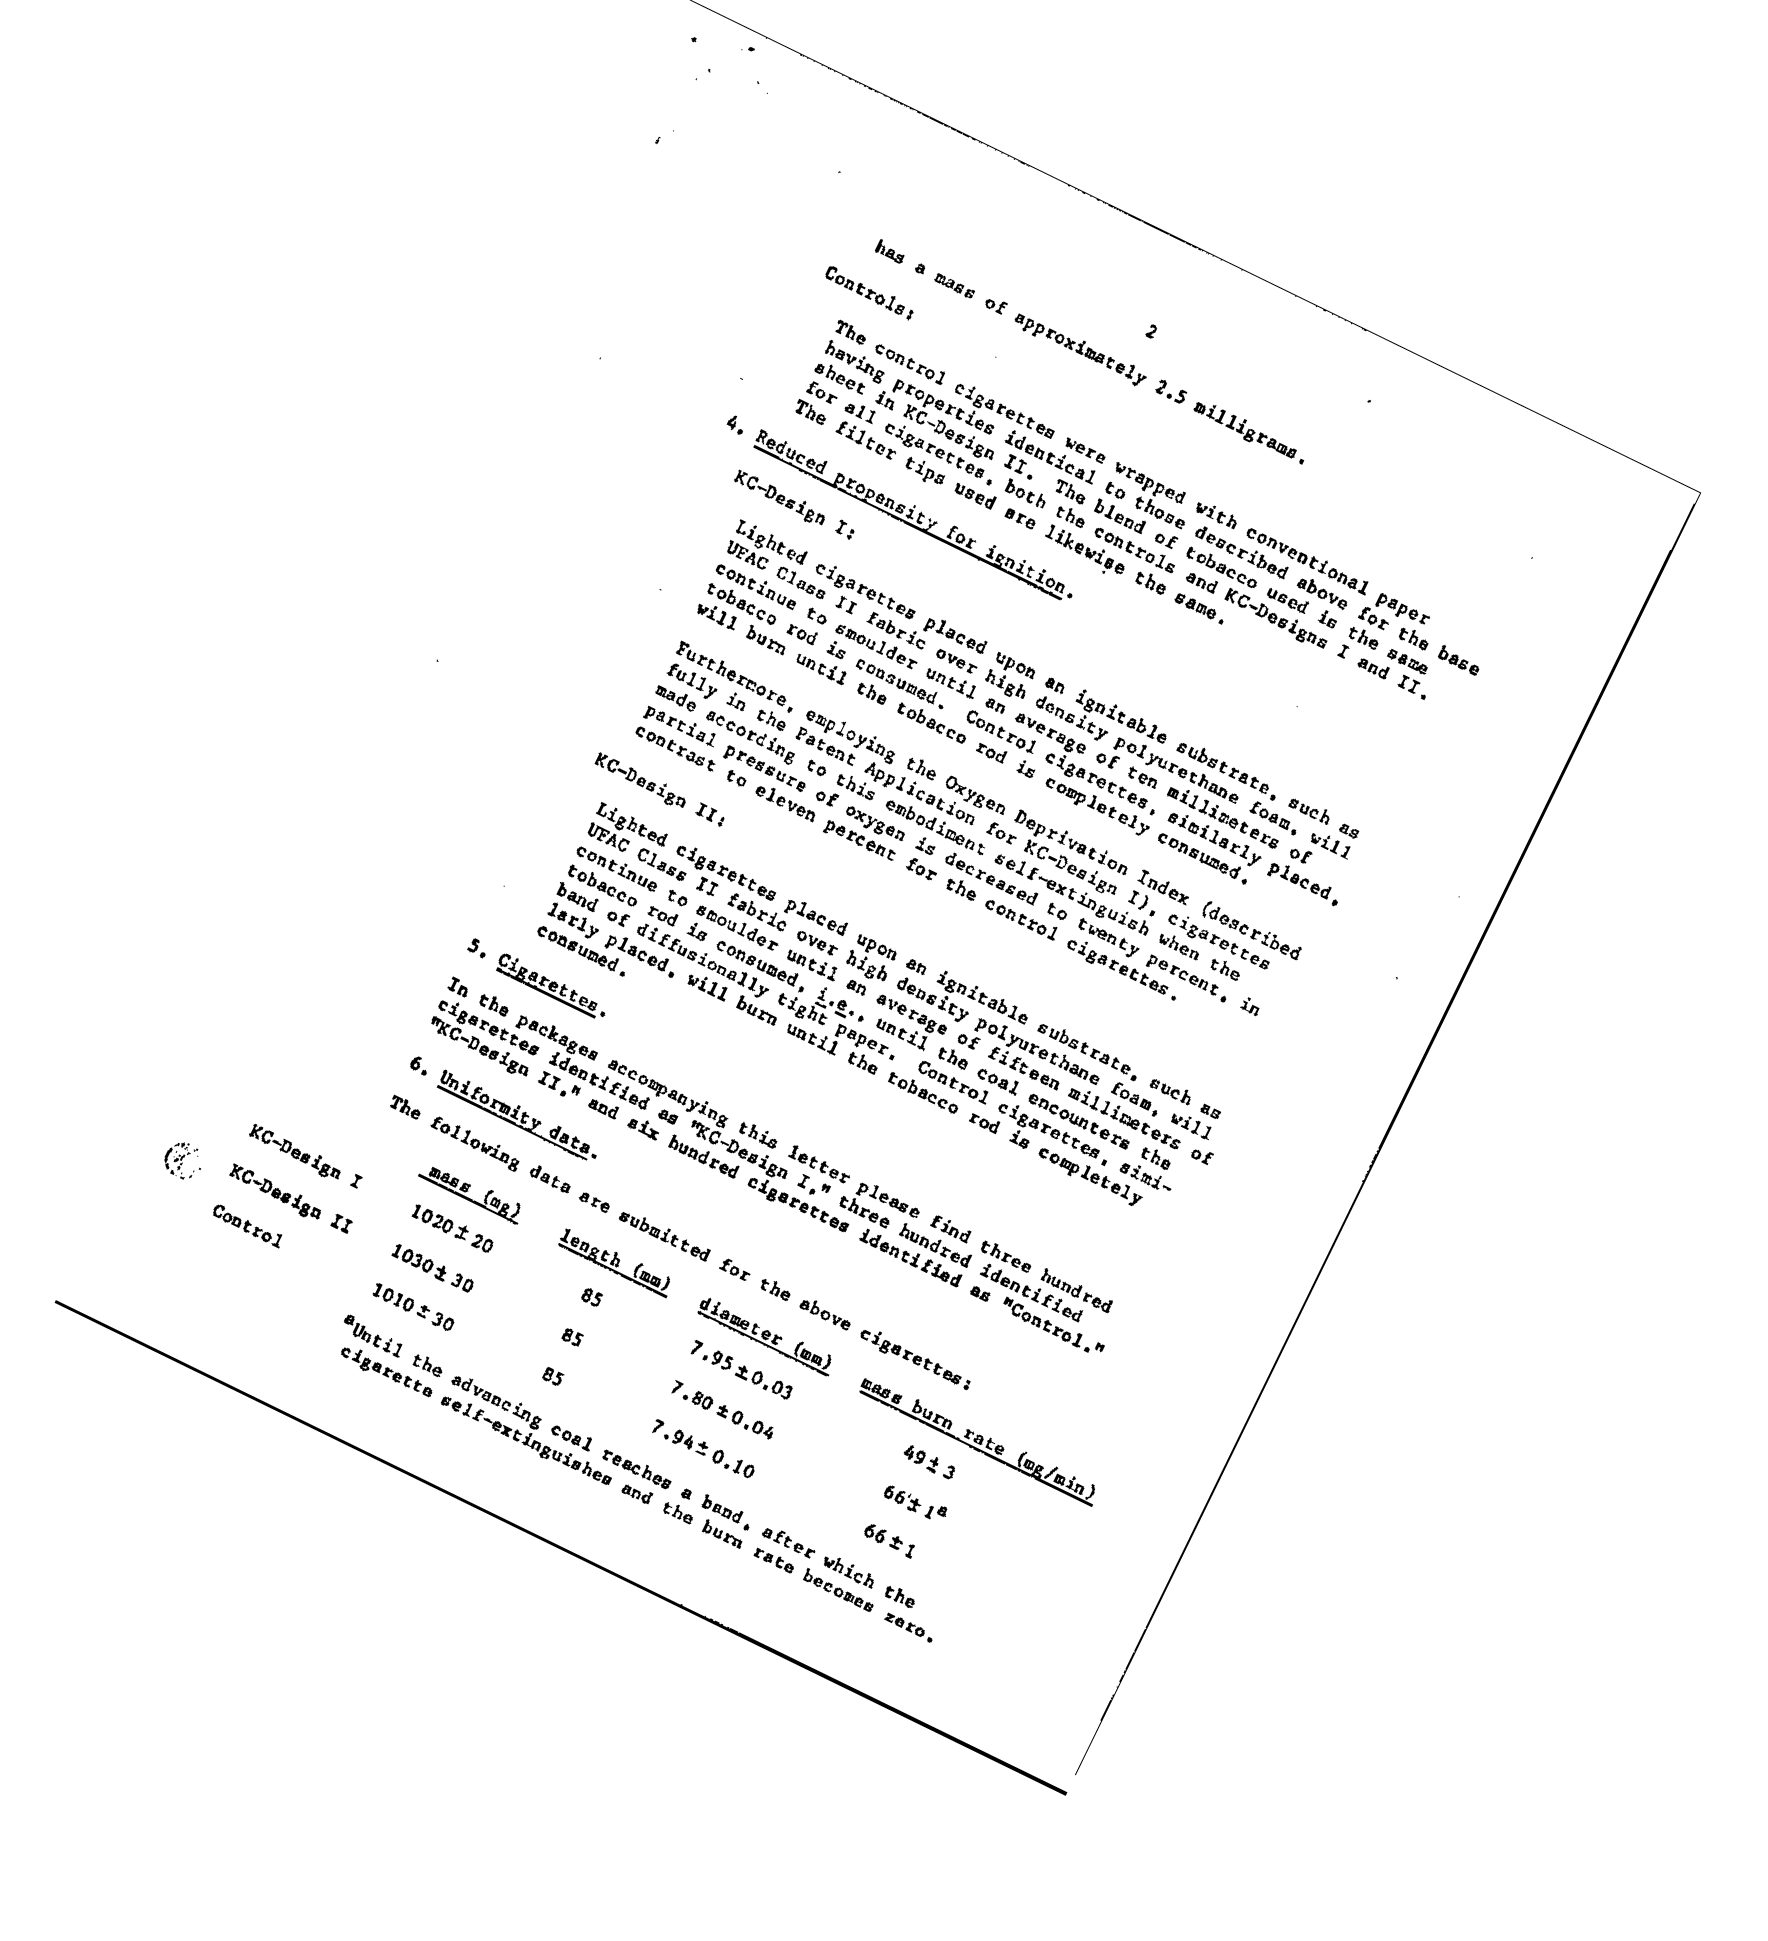 2
has a mass of approximately 2.5 milligrams.
Controls:
The control cigarettes were wrapped with conventional paper
having properties identical to those described above for the base
sheet in KC-Design II. The blend of tobacco used is the same
for all cigarettes, both the controls and KC-Designs I and II.
The filter tips used are likewise the same.
4. Reduced propensity for ignition.
KC-Design I:
Lighted cigarettes placed upon an ignitable substrate, such as
UFAC Class II fabric over high density polyurethane foam, will
continue to smoulder until an average of ten millimeters of
tobacco rod is consumed. Control cigarettes, similarly placed,
will burn until the tobacco rod is completely consumed.
Furthermore, employing the Oxygen Deprivation Index (described
fully in the Patent Application for KC-Design I), cigarettes
made according to this embodiment self-extinguish when the
partial pressure of oxygen is decreased to twenty percent, in
contrast to eleven percent for the control cigarettes.
KC-Design II:
Lighted cigarettes placed upon an ignitable substrate, such as
UFAC Class II fabric over high density polyurethane foam, will
continue to smoulder until an average of fifteen millimeters of
tobacco rod is consumed, i.e., until the coal encounters the
band of diffusionally tight paper. Control cigarettes, simi-
larly placed, will burn until the tobacco rod is completely
consumed.
5. Cigarettes.
In the packages accompanying this letter please find three hundred
cigarettes identified as "KC-Design I," three hundred identified
"KC-Design II," and six hundred cigarettes identified as "Control."
6. Uniformity data.
The following data are submitted for the above cigarettes:
mass (mg) length (mm) diameter (mm) mass burn rate (mg/min)
KC-Design I 1020±20 85 7.95±0.03 49±3
KC-Design II 1030±30 85 7.80±0.04 66±1a
Control 1010±30 85 7.94±0.10 66±1
aUntil the advancing coal reaches a band, after which the
cigarette self-extinguishes and the burn rate becomes zero.